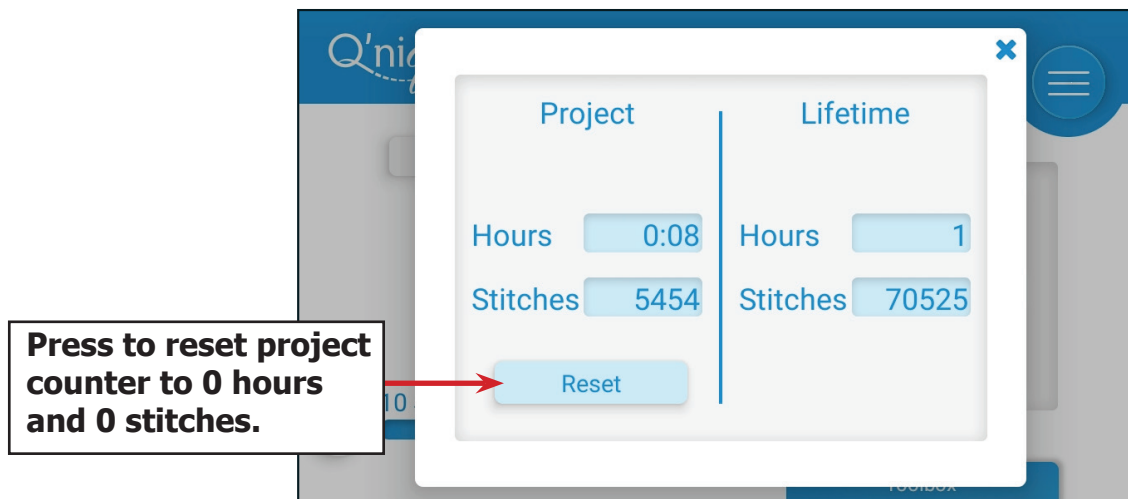 Q'ni
Project
Lifetime
Hours 0:08
Hours 1
Stitches 5454
Stitches 70525
Reset
Press to reset project
counter to 0 hours
and 0 stitches.
10